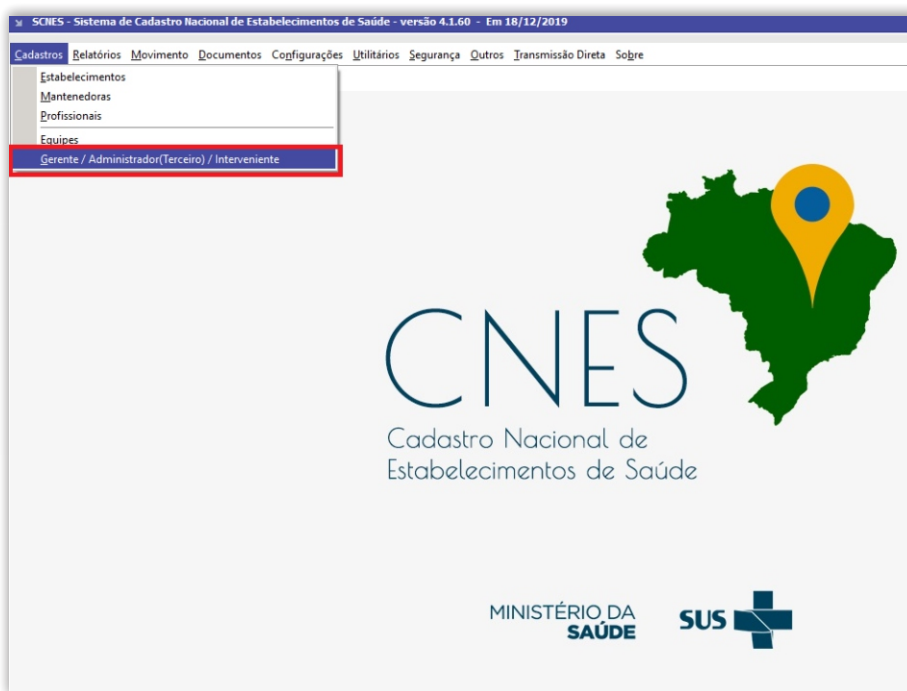 SCNES - Sistema de Cadastro Nacional de Estabelecimentos de Saúde - versão 4.1.60 - Em 18/12/2019
Cadastros Relatórios Movimento Documentos Configurações Utilitários Segurança Outros Transmissão Direta Sobre
Estabelecimentos
Mantenedoras
Profissionais
Equipes
Gerente / Administrador(Terceiro) / Interveniente
CNES
Cadastro Nacional de
Estabelecimentos de Saúde
MINISTÉRIO DA
SAÚDE
SUS